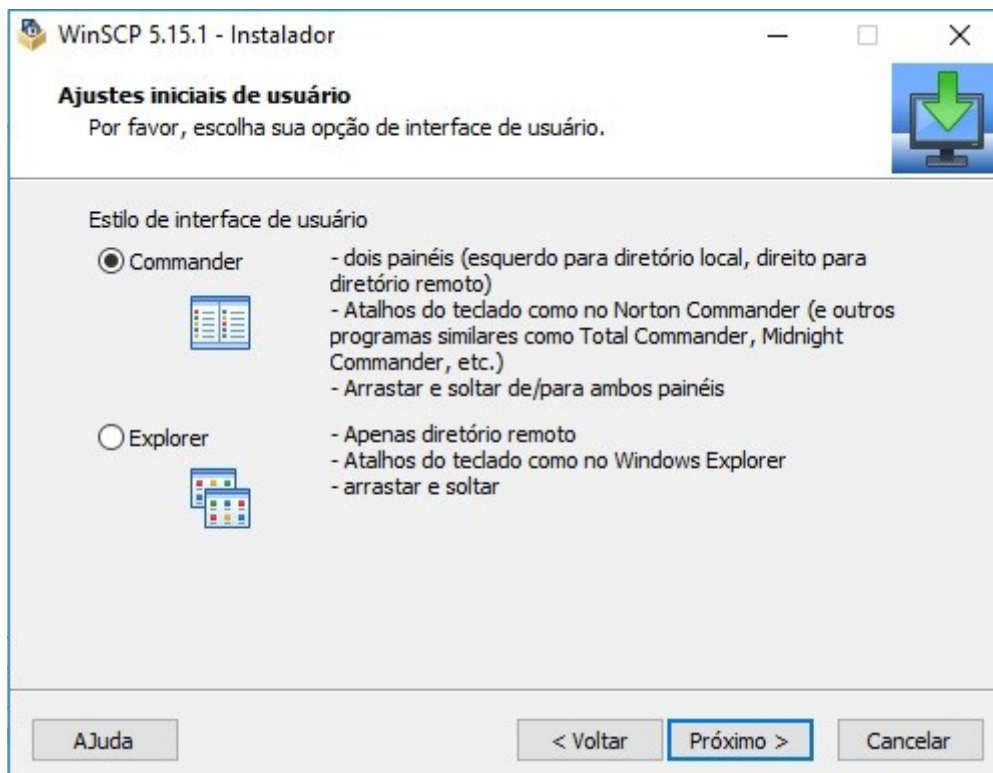 WinSCP 5.15.1 - Instalador
Ajustes iniciais de usuário
Por favor, escolha sua opção de interface de usuário.
Estilo de interface de usuário
Commander
- dois painéis (esquerdo para diretório local, direito para
diretório remoto)
- Atalhos do teclado como no Norton Commander (e outros
programas similares como Total Commander, Midnight
Commander, etc.)
- Arrastar e soltar de/para ambos painéis
Explorer
- Apenas diretório remoto
- Atalhos do teclado como no Windows Explorer
- arrastar e soltar
AJuda
< Voltar
Próximo >
Cancelar